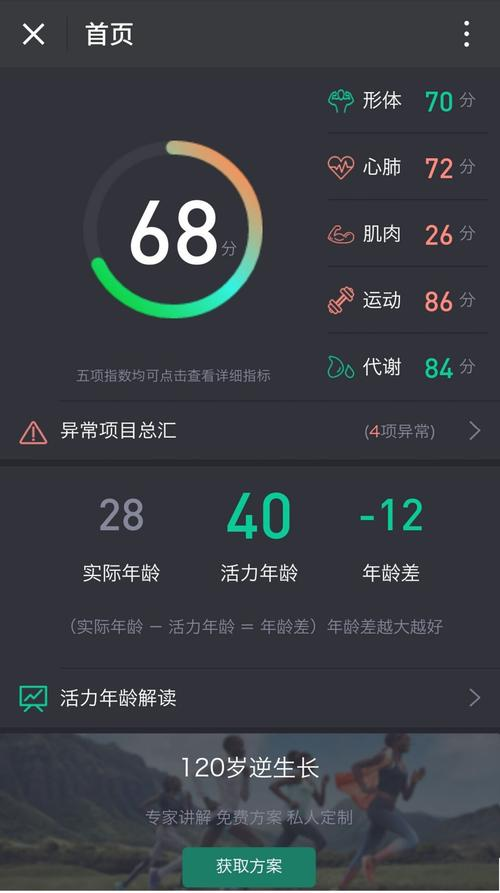 首页
形体 70 分
心肺 72 分
68 分
肌肉 26 分
运动 86 分
代谢 84 分
五项指数均可点击查看详细指标
异常项目总汇 (4项异常)
28 40 -12
实际年龄 活力年龄 年龄差
（实际年龄 － 活力年龄 ＝ 年龄差）年龄差越大越好
活力年龄解读
120岁逆生长
专家讲解 免费方案 私人定制
获取方案